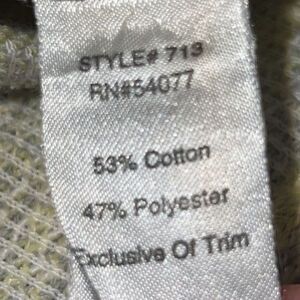 STYLE# 713
RN#54077
53% Cotton
47% Polyester
Exclusive Of Trim